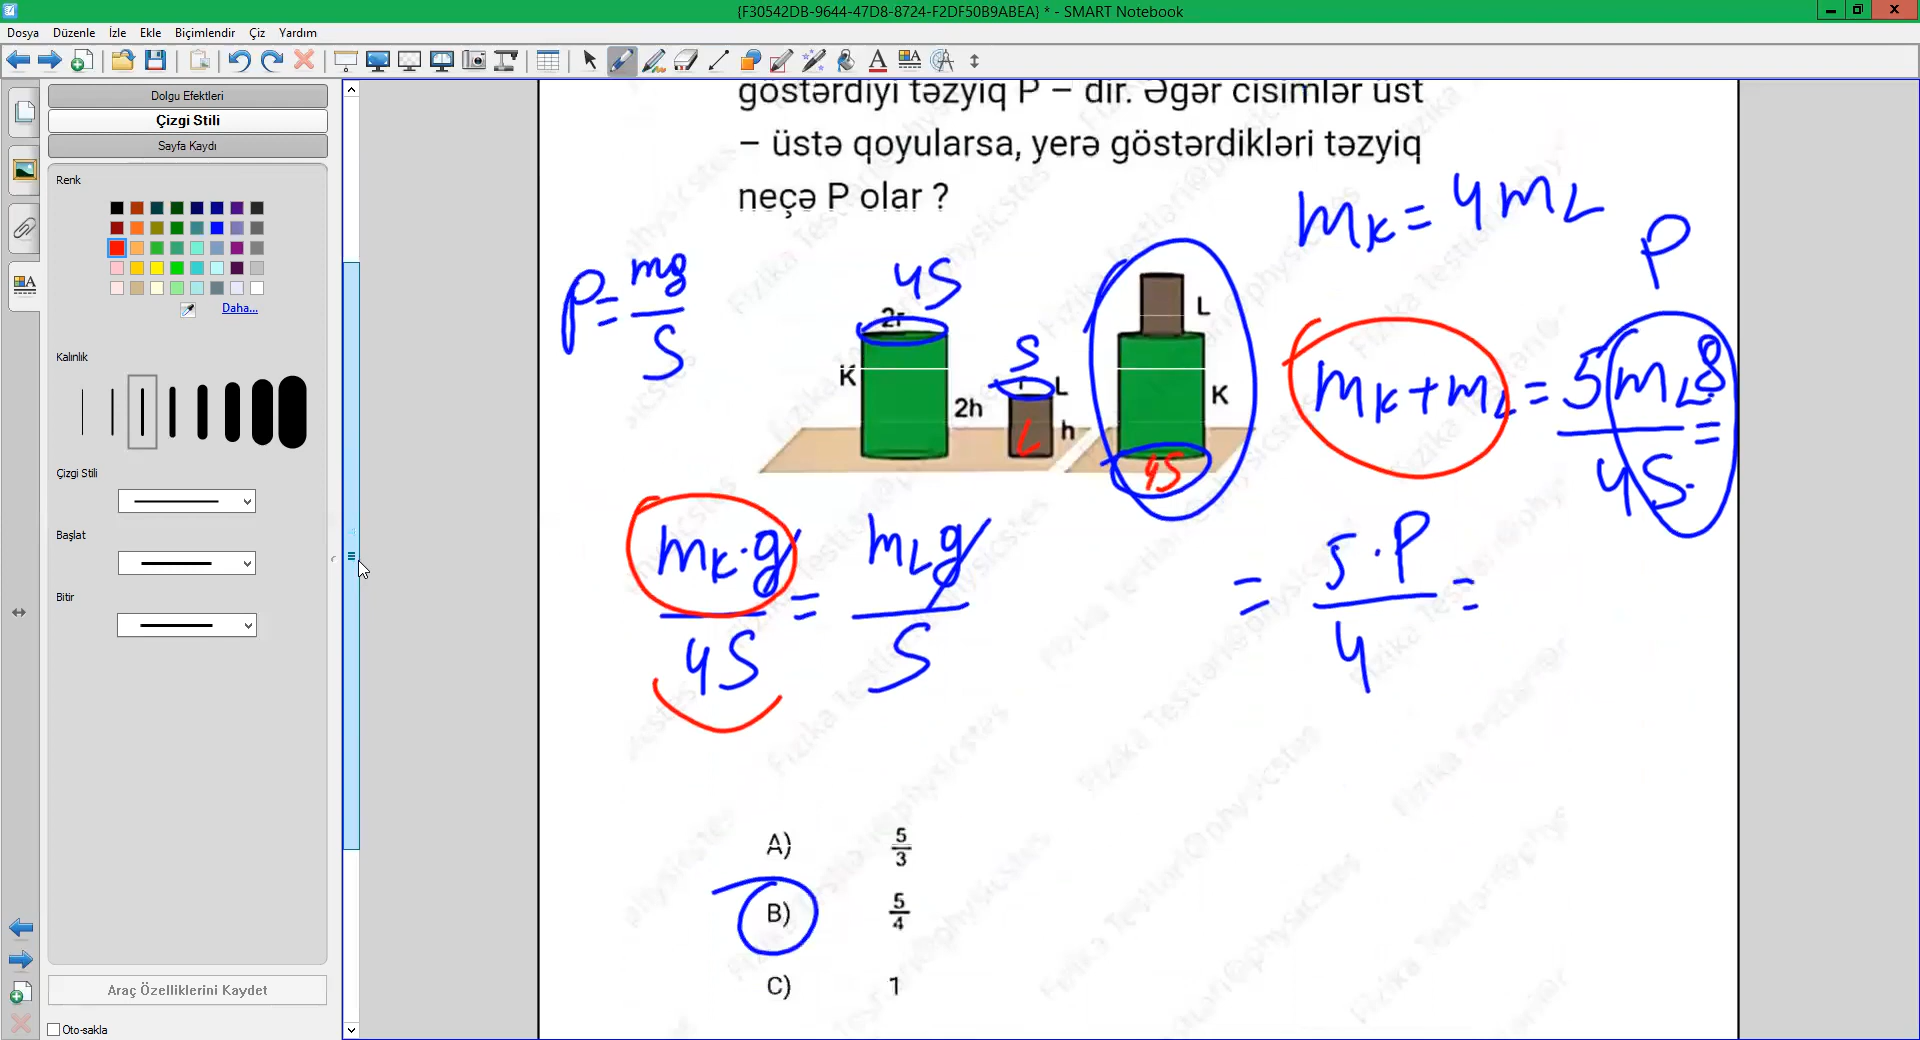 {F30542DB-9644-47D8-8724-F2DF50B9ABEA} * - SMART Notebook
Dosya Düzenle İzle Ekle Biçimlendir Çiz Yardım
Dolgu Efektleri
Çizgi Stili
Sayfa Kaydı
Renk
Daha...
Kalınlık
Çizgi Stili
Başlat
Bitir
Araç Özelliklerini Kaydet
Oto-sakla
göstərdiyi təzyiq P – dir. Əgər cisimlər üst
– üstə qoyularsa, yerə göstərdikləri təzyiq
neçə P olar ?
mK = 4mL
P
P = mg / S
4S
2r
K
2h
S
L
L
h
L
K
4S
mK + mL = 5mLg / 4S =
mK · g / 4S = mLg / S
= 5 · P / 4 =
A) 5/3
B) 5/4
C) 1